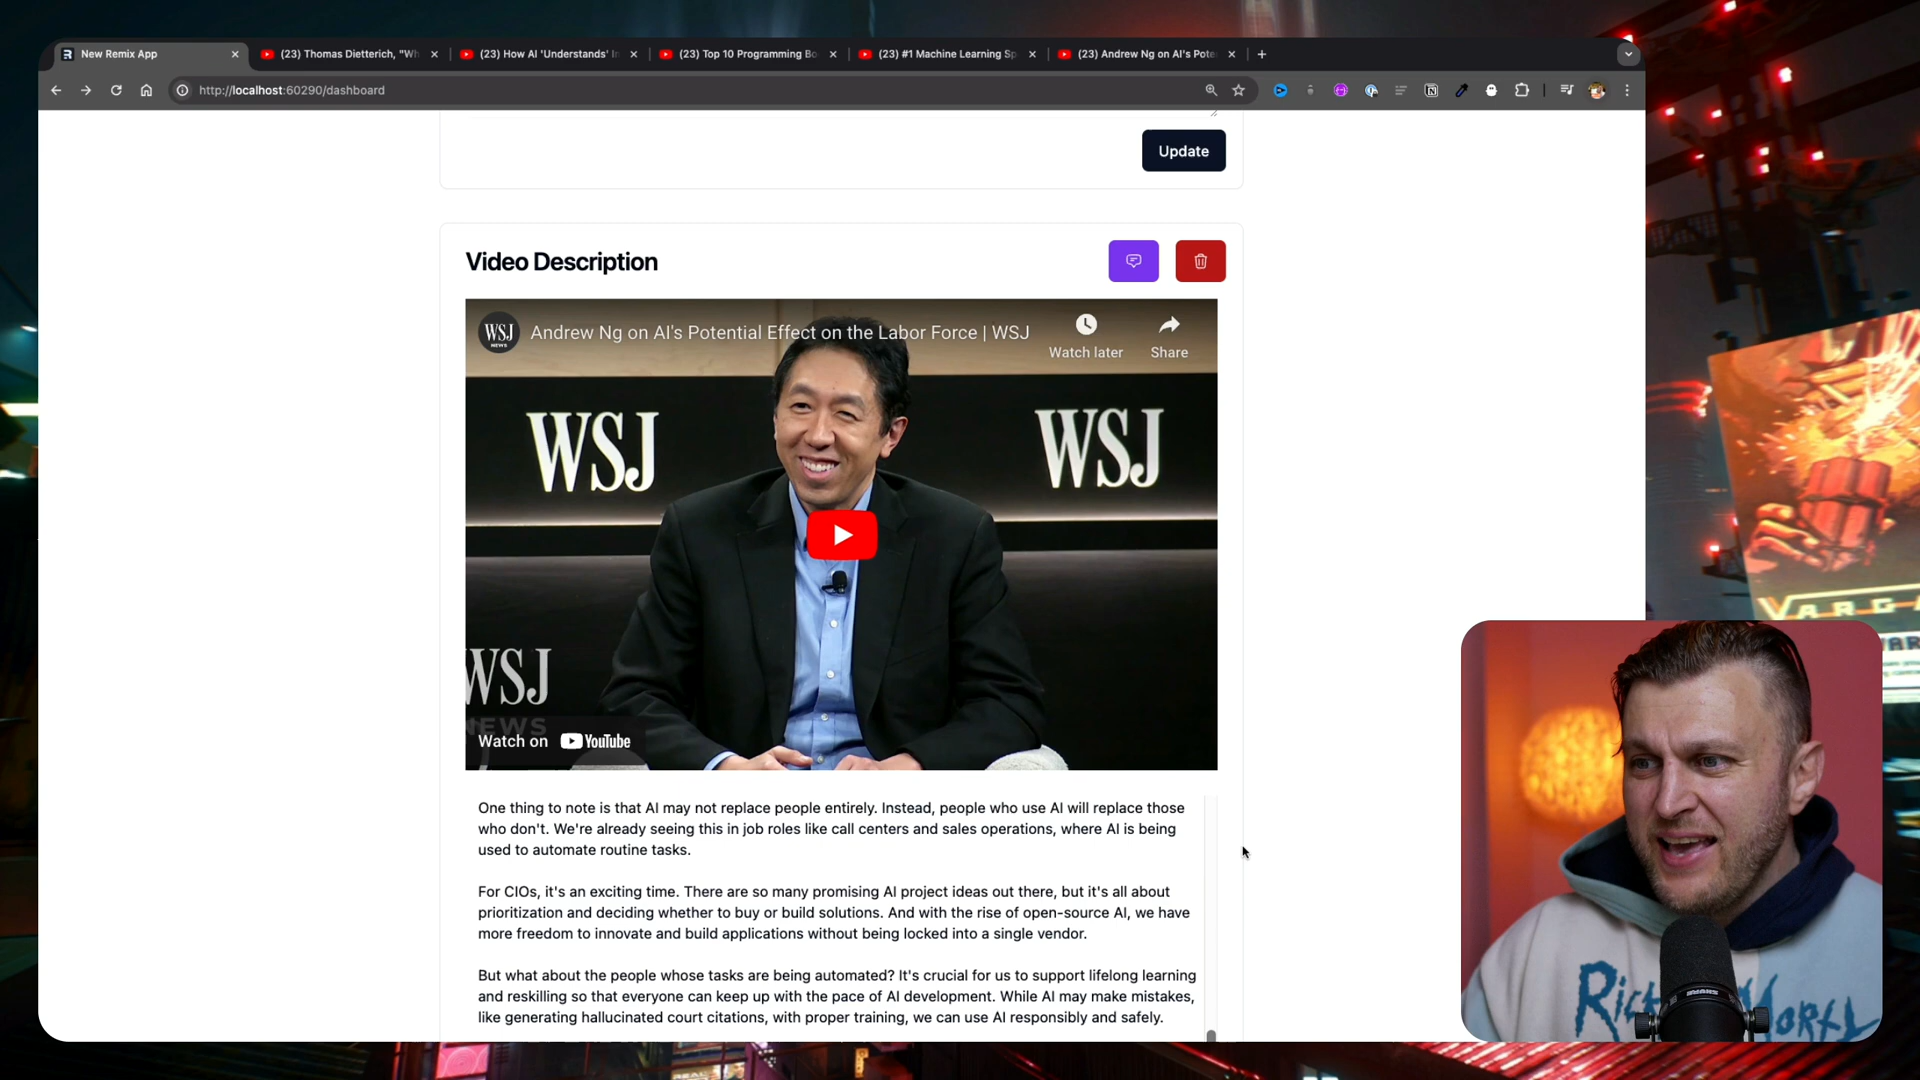 New Remix App
(23) Thomas Dietterich, "Wh
(23) How AI 'Understands' I
(23) Top 10 Programming Bo
(23) #1 Machine Learning Sp
(23) Andrew Ng on AI's Pote
http://localhost:60290/dashboard
Update
Video Description
WSJ NEWS
Andrew Ng on AI's Potential Effect on the Labor Force | WSJ
Watch later
Share
WSJ
WSJ
WSJ
NEWS
Watch on YouTube
One thing to note is that AI may not replace people entirely. Instead, people who use AI will replace those
who don't. We're already seeing this in job roles like call centers and sales operations, where AI is being
used to automate routine tasks.
For CIOs, it's an exciting time. There are so many promising AI project ideas out there, but it's all about
prioritization and deciding whether to buy or build solutions. And with the rise of open-source AI, we have
more freedom to innovate and build applications without being locked into a single vendor.
But what about the people whose tasks are being automated? It's crucial for us to support lifelong learning
and reskilling so that everyone can keep up with the pace of AI development. While AI may make mistakes,
like generating hallucinated court citations, with proper training, we can use AI responsibly and safely.
VARGA